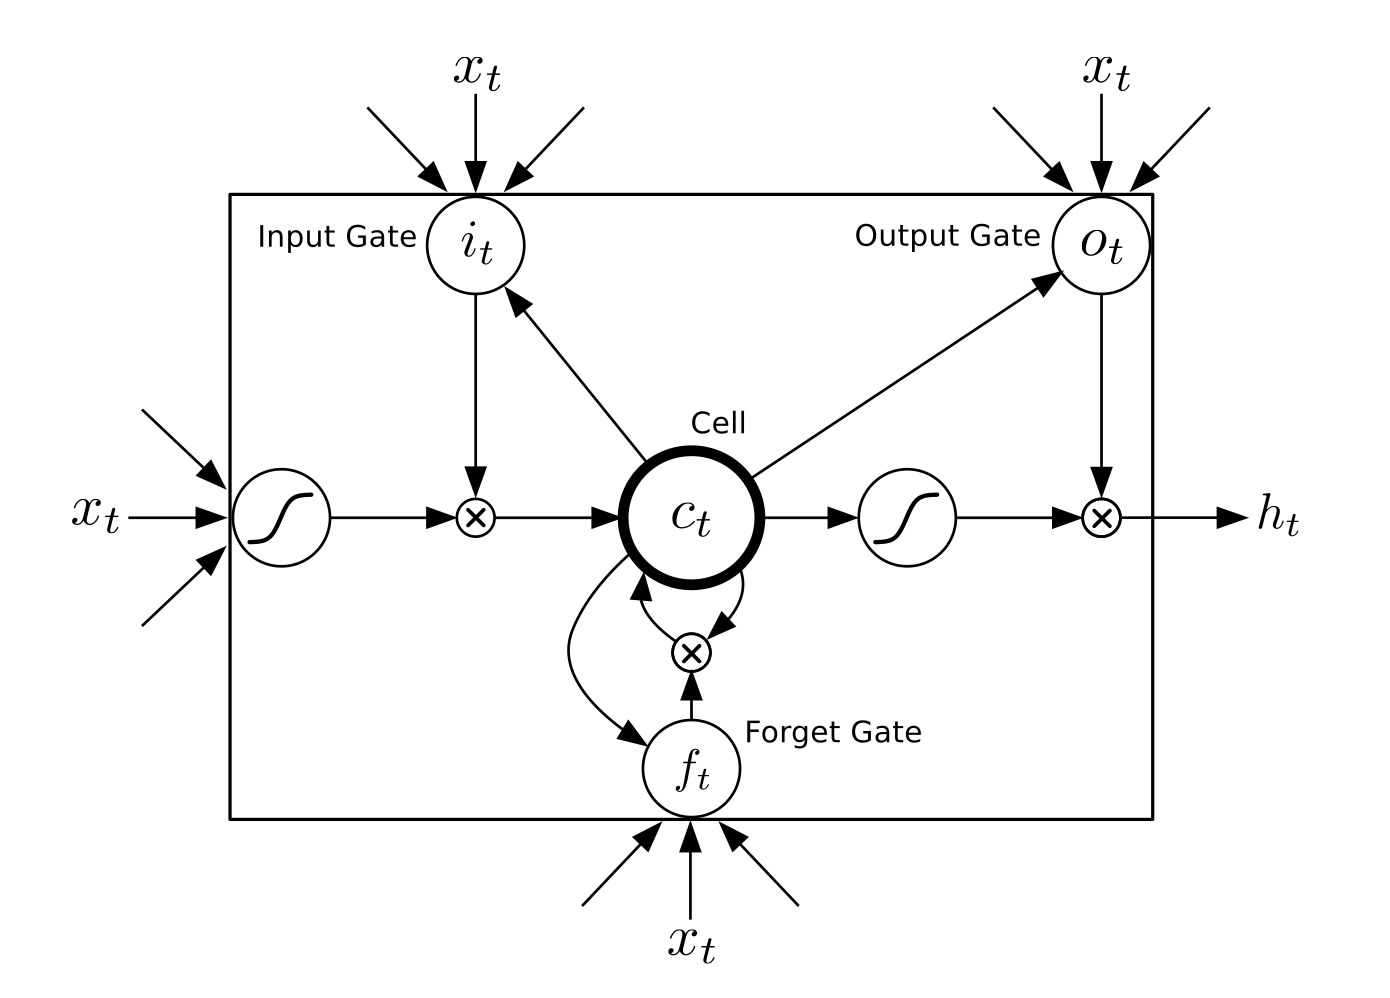 x_t x_t
Input Gate i_t Output Gate o_t
Cell
x_t c_t h_t
Forget Gate
f_t
x_t